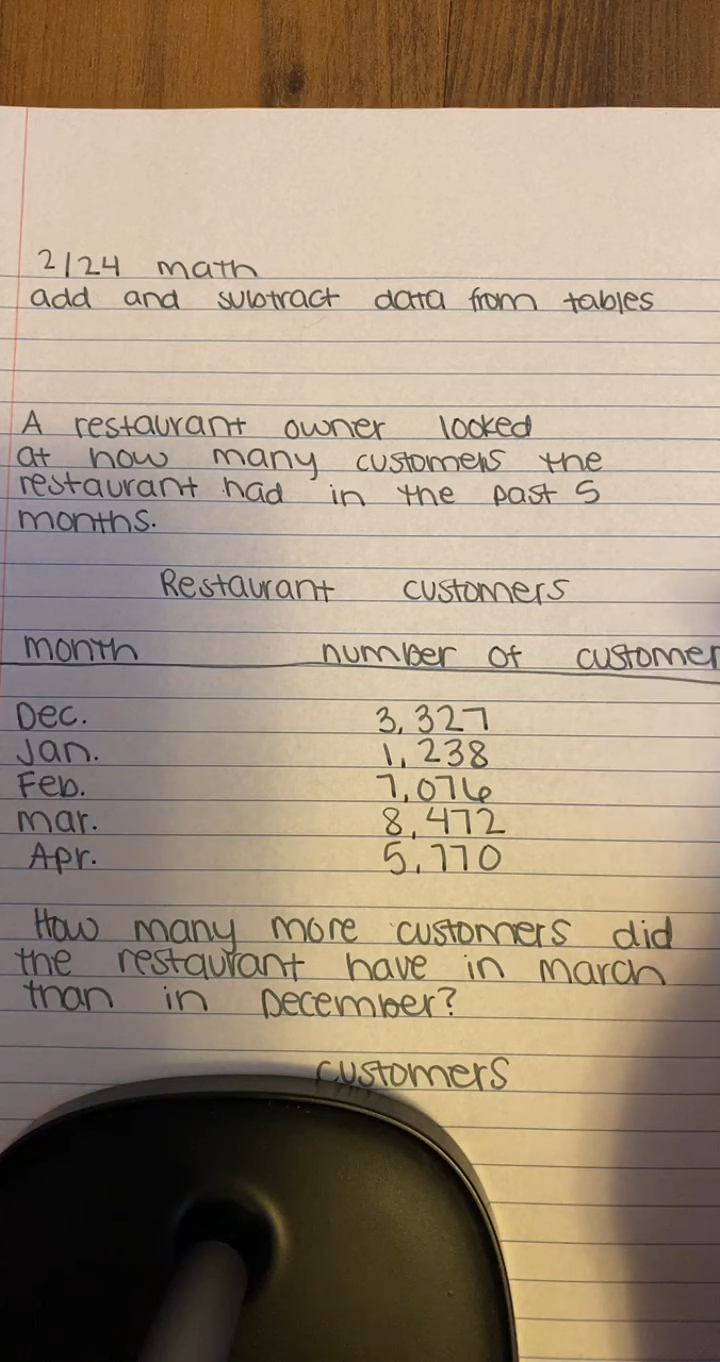 2/24 math
add and subtract data from tables
A restaurant owner looked
at how many customers the
restaurant had in the past 5
months.
Restaurant customers
month number of customer
Dec. 3,327
Jan. 1,238
Feb. 7,076
mar. 8,472
Apr. 5,770
How many more customers did
the restaurant have in march
than in December?
customers